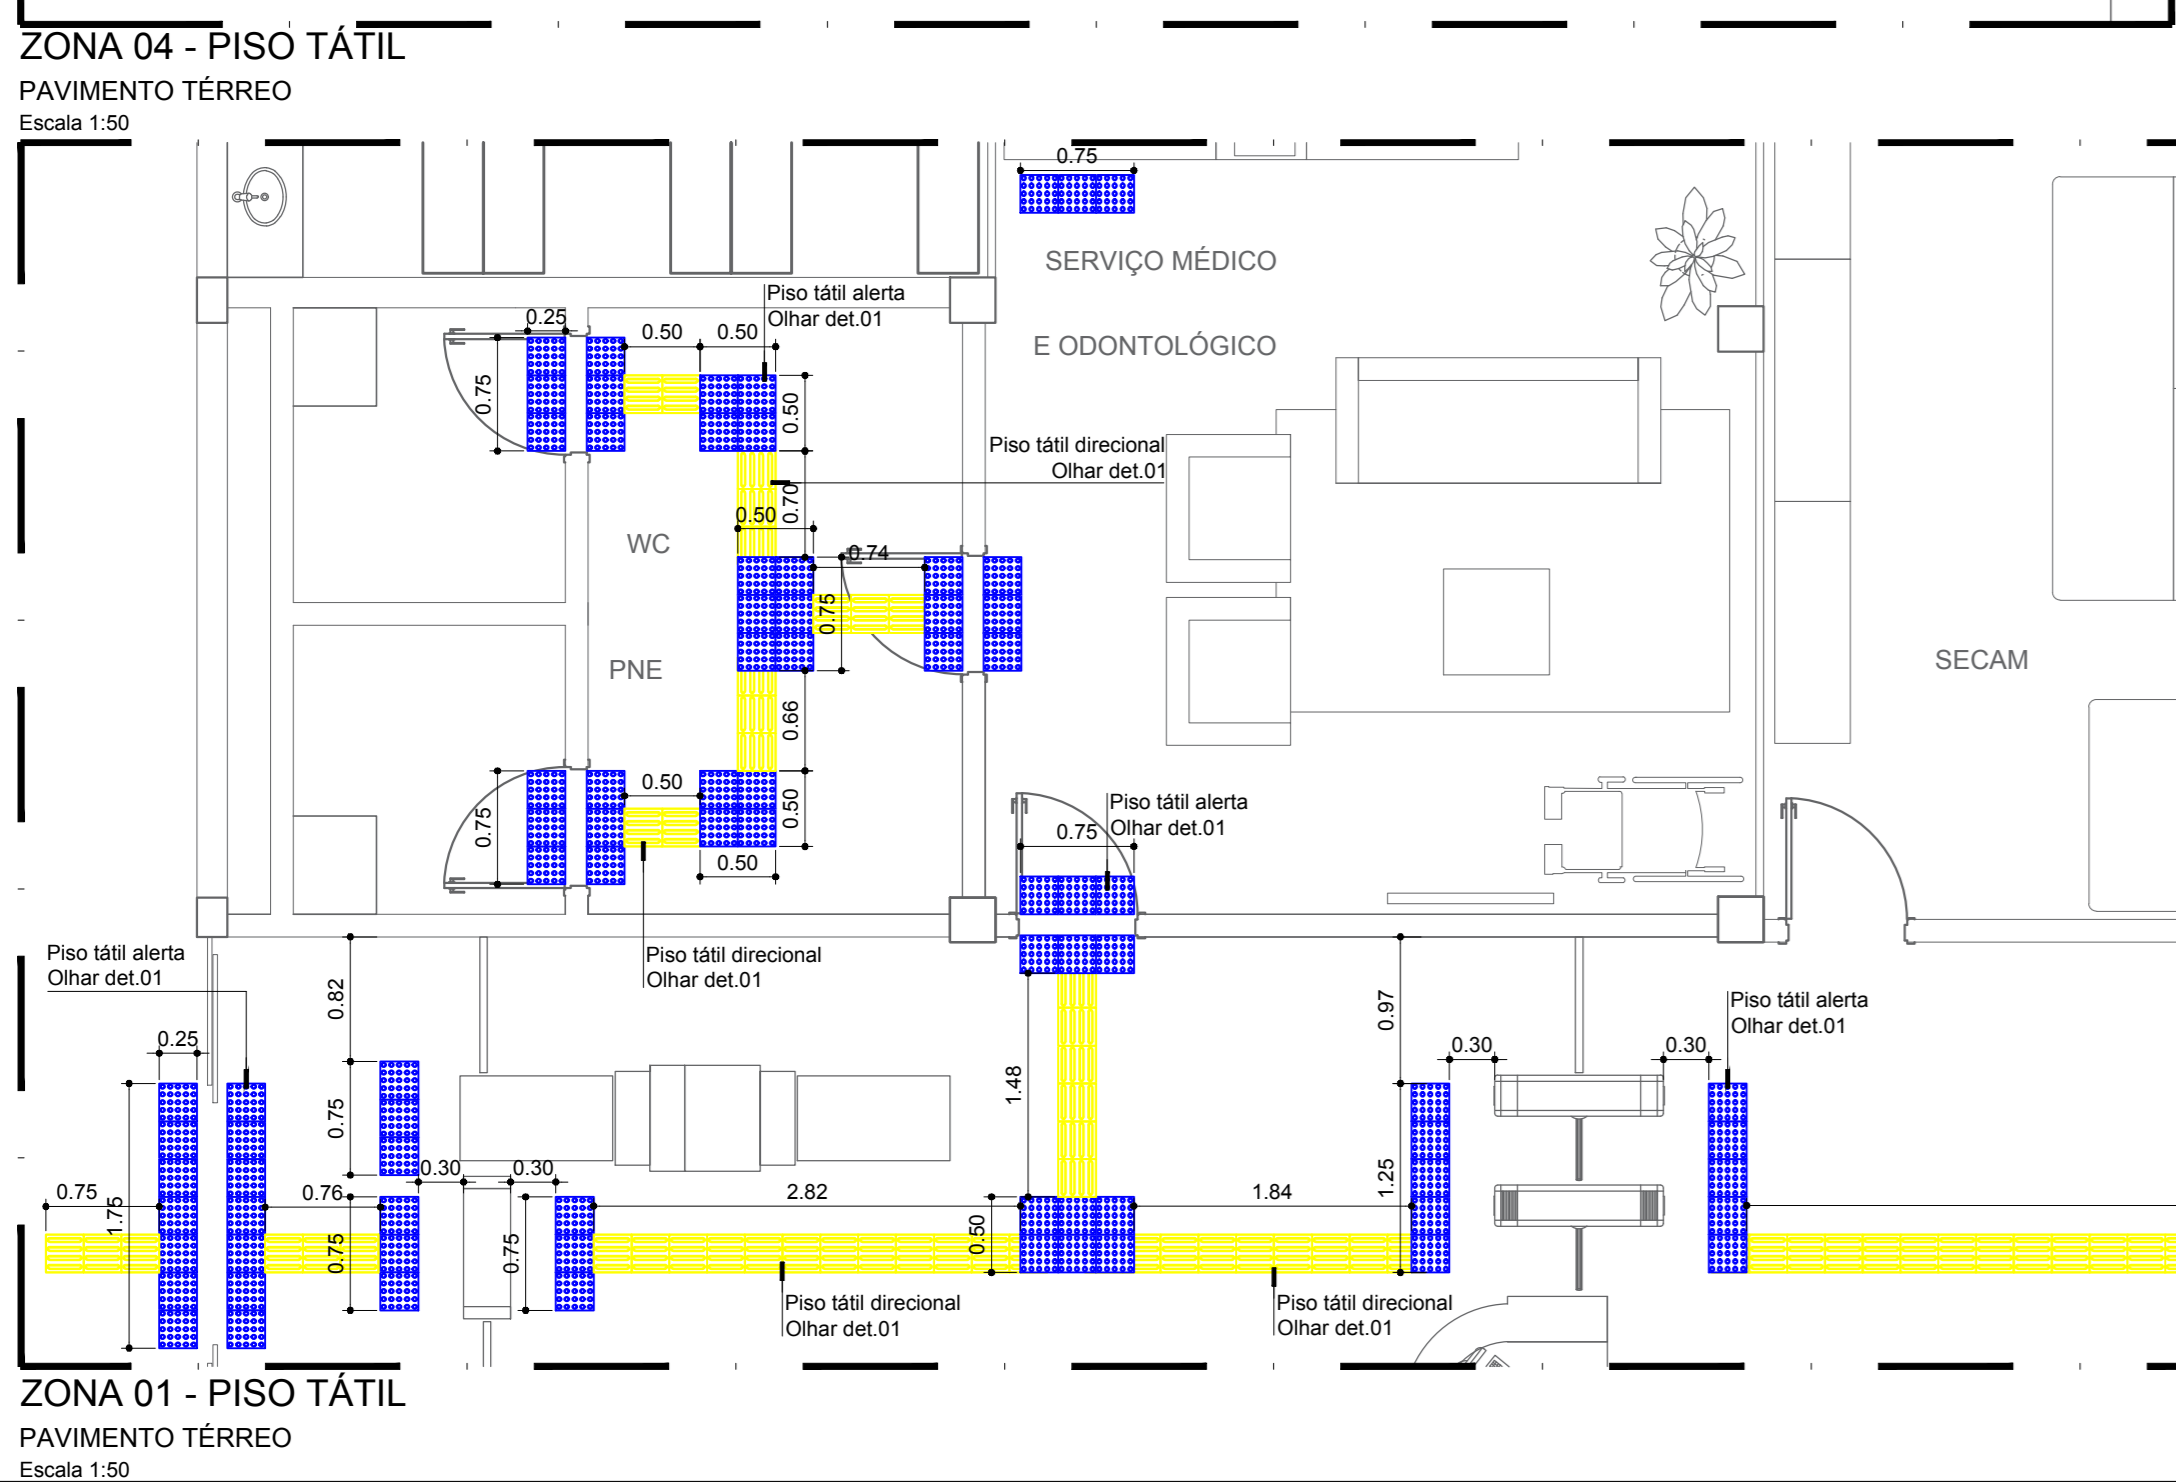 ZONA 04 - PISO TÁTIL
PAVIMENTO TÉRREO
Escala 1:50
0.75
SERVIÇO MÉDICO
E ODONTOLÓGICO
Piso tátil alerta
Olhar det.01
0.25
0.50
0.50
0.75
0.50
Piso tátil direcional
Olhar det.01
0.70
0.50
WC
0.74
0.75
PNE
SECAM
0.66
0.50
0.75
0.50
0.50
Piso tátil alerta
Olhar det.01
0.75
Piso tátil direcional
Olhar det.01
Piso tátil alerta
Olhar det.01
0.82
0.97
Piso tátil alerta
Olhar det.01
0.25
0.30
0.30
1.48
0.75
0.30
0.30
1.25
0.75
1.75
0.76
2.82
1.84
0.75
0.75
0.50
Piso tátil direcional
Olhar det.01
Piso tátil direcional
Olhar det.01
ZONA 01 - PISO TÁTIL
PAVIMENTO TÉRREO
Escala 1:50